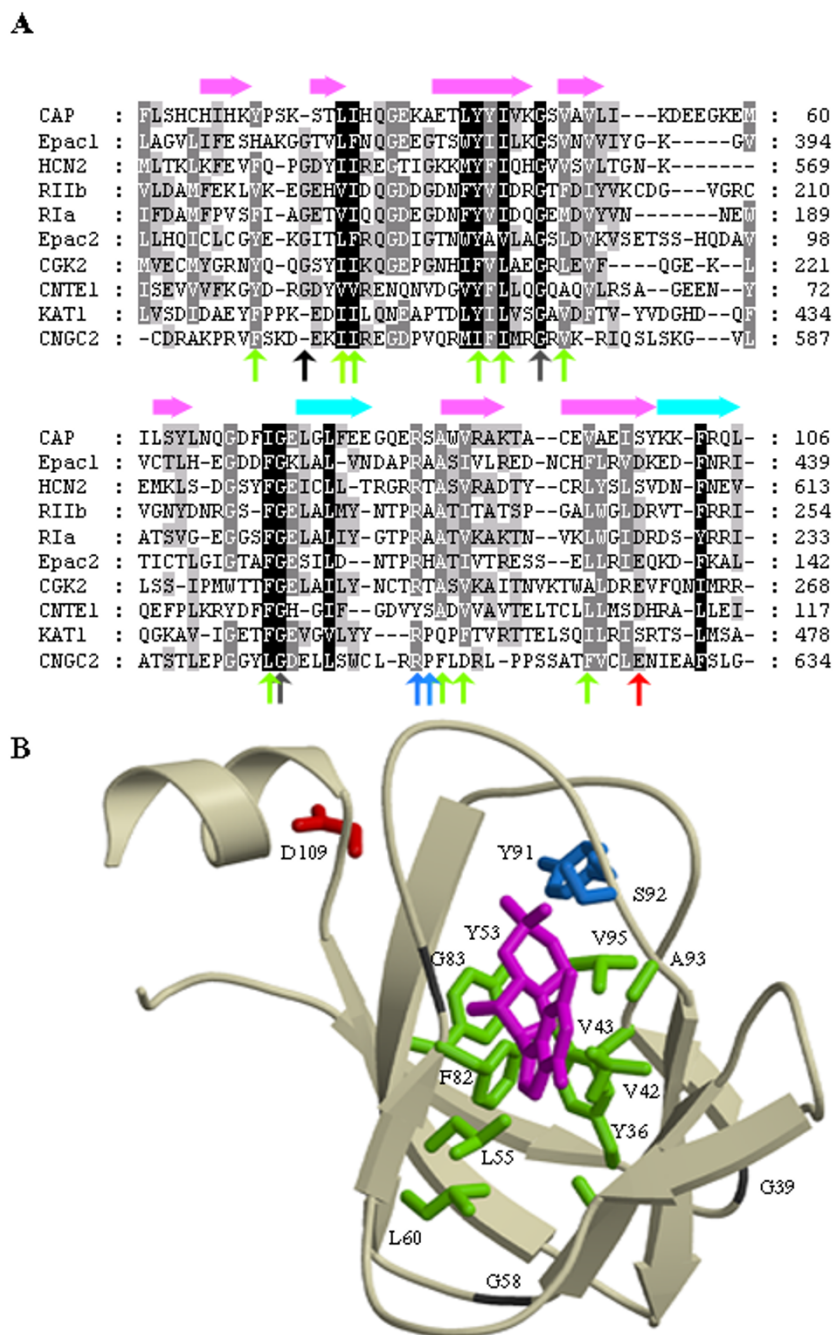 A
CAP : FLSHCHIHKYPSK-STLIHQGEKAETLYYIVKGSVAVLI---KDEEGKEM : 60
Epac1 : LAGVLIFESHAKGGTVLFNQGEEGTSWYIILKGSVNVVIYG-K-----GV : 394
HCN2 : MLTKLKFEVFQ-PGDYIIREGTIGKKMYFIQHGVVSVLTGN-K------- : 569
RIIb : VLDAMFEKLVK-EGEHVIDQGDDGDNFYVIDRGTFDIYVKCDG---VGRC : 210
RIa : IFDAMFPVSFI-AGETVIQQGDEGDNFYVIDQGEMDVYVN-------NEW : 189
Epac2 : LLHQICLCGYE-KGITLFRQGDIGTNWYAVLAGSLDVKVSETSS-HQDAV : 98
CGK2 : MVECMYGRNYQ-QGSYIIKQGEPGNHIFVLAEGRLEVF----QGE-K--L : 221
CNTE1 : ISEVVVFKGYD-RGDYVVRENQNVDGVYFLLQGQAQVLRSA-GEEN--Y : 72
KAT1 : LVSDIDAEYFPPK-EDIILQNEAPTDLYILVSGAVDFTV-YVDGHD--QF : 434
CNGC2 : -CDRAKPRVFSKD-EKIIREGDPVQRMIFIMRGRVK-RIQSLSKG---VL : 587
CAP : ILSYLNQGDFIGELGLFEEGQERSAWVRAKTA--CEVAEISYKK-FRQL- : 106
Epac1 : VCTLH-EGDDFGKLAL-VNDAPRAASIVLRED-NCHFLRVDKED-FNRI- : 439
HCN2 : EMKLS-DGSYFGEICLL-TRGRRTASVRADTY--CRLYSLSVDN-FNEV- : 613
RIIb : VGNYDNRGS-FGELALMY-NTPRAATITATSP--GALWGLDRVT-FRRI- : 254
RIa : ATSVG-EGGSFGELALIY-GTPRAATVKAKTN--VKLWGIDRDS-YRRI- : 233
Epac2 : TICTLGIGTAFGESILD-NTPRHATIVTRESS--ELLRIEQKD-FKAL- : 142
CGK2 : LSS-IPMWTTFGELAILY-NCTRTASVKAITNVKTWALDREVFQNIMRR- : 268
CNTE1 : QEFPLKRYDFFGH-GIF--GDVYSADVVAVTELTCLLLMSDHRA-LLEI- : 117
KAT1 : QGKAV-IGETFGEVGVLYY---RPQPFTVRTTELSQILRISRTS-LMSA- : 478
CNGC2 : ATSTLEPGGYLGDELLSWCL-RRPFLDRL-PPSSATFVCLENIEAFSLG- : 634
B
D109
Y91
S92
Y53
V95
G83
A93
V43
F82
V42
Y36
L55
G39
L60
G58